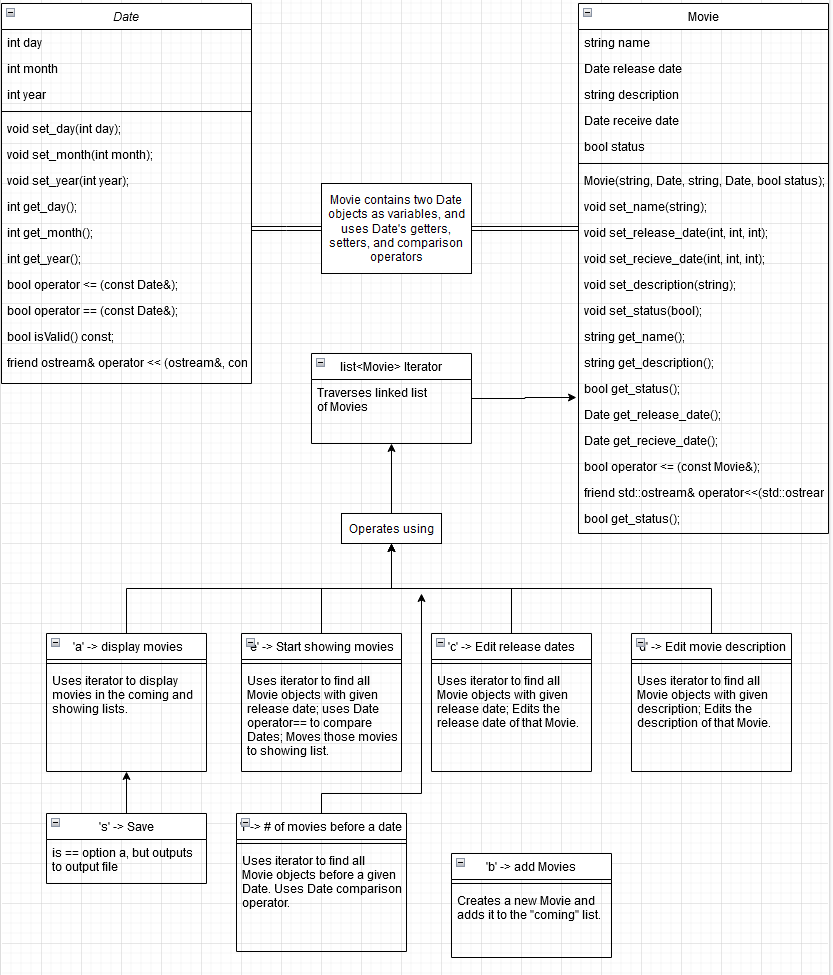 Date
int day
int month
int year
void set_day(int day);
void set_month(int month);
void set_year(int year);
int get_day();
int get_month();
int get_year();
bool operator <= (const Date&);
bool operator == (const Date&);
bool isValid() const;
friend ostream& operator << (ostream&, con
Movie contains two Date
objects as variables, and
uses Date's getters,
setters, and comparison
operators
Movie
string name
Date release date
string description
Date receive date
bool status
Movie(string, Date, string, Date, bool status);
void set_name(string);
void set_release_date(int, int, int);
void set_recieve_date(int, int, int);
void set_description(string);
void set_status(bool);
string get_name();
string get_description();
bool get_status();
Date get_release_date();
Date get_recieve_date();
bool operator <= (const Movie&);
friend std::ostream& operator<<(std::ostrear
bool get_status();
list<Movie> Iterator
Traverses linked list
of Movies
Operates using
'a' -> display movies
Uses iterator to display
movies in the coming and
showing lists.
e' -> Start showing movies
Uses iterator to find all
Movie objects with given
release date; uses Date
operator== to compare
Dates; Moves those movies
to showing list.
'c' -> Edit release dates
Uses iterator to find all
Movie objects with given
release date; Edits the
release date of that Movie.
d' -> Edit movie description
Uses iterator to find all
Movie objects with given
description; Edits the
description of that Movie.
's' -> Save
is == option a, but outputs
to output file
-> # of movies before a date
Uses iterator to find all
Movie objects before a given
Date. Uses Date comparison
operator.
'b' -> add Movies
Creates a new Movie and
adds it to the "coming" list.